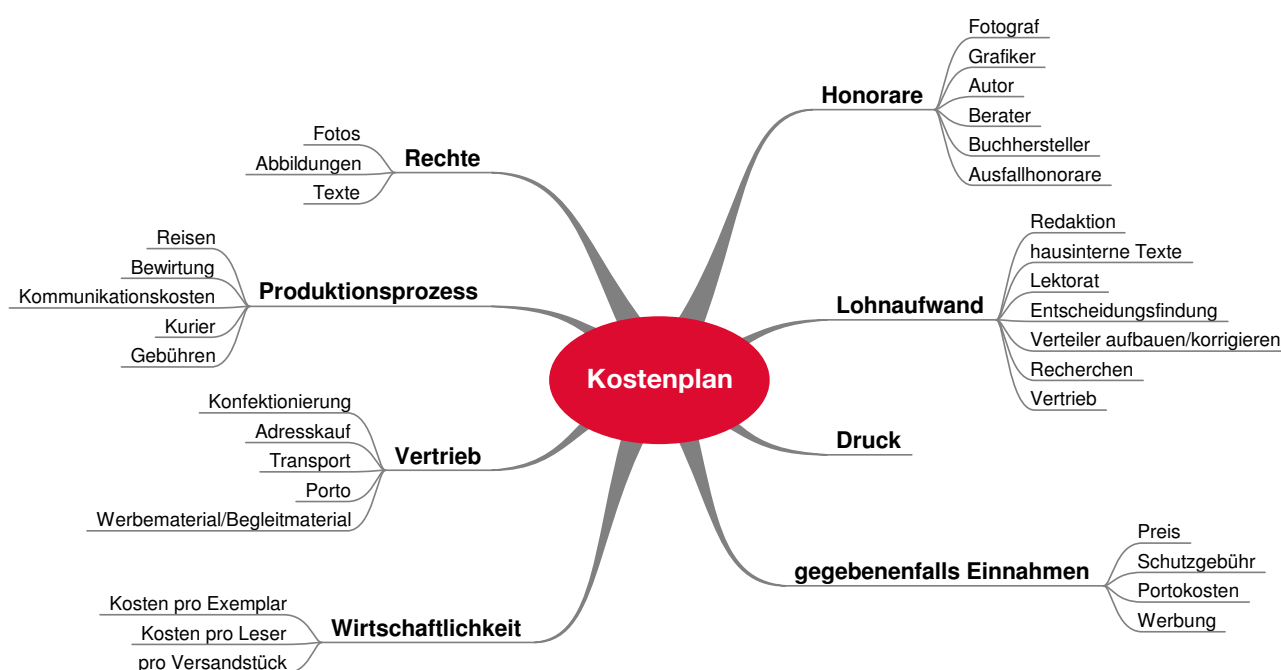 Kostenplan
Honorare
Fotograf
Grafiker
Autor
Berater
Buchhersteller
Ausfallhonorare
Lohnaufwand
Redaktion
hausinterne Texte
Lektorat
Entscheidungsfindung
Verteiler aufbauen/korrigieren
Recherchen
Vertrieb
Druck
gegebenenfalls Einnahmen
Preis
Schutzgebühr
Portokosten
Werbung
Rechte
Fotos
Abbildungen
Texte
Produktionsprozess
Reisen
Bewirtung
Kommunikationskosten
Kurier
Gebühren
Vertrieb
Konfektionierung
Adresskauf
Transport
Porto
Werbematerial/Begleitmaterial
Wirtschaftlichkeit
Kosten pro Exemplar
Kosten pro Leser
pro Versandstück